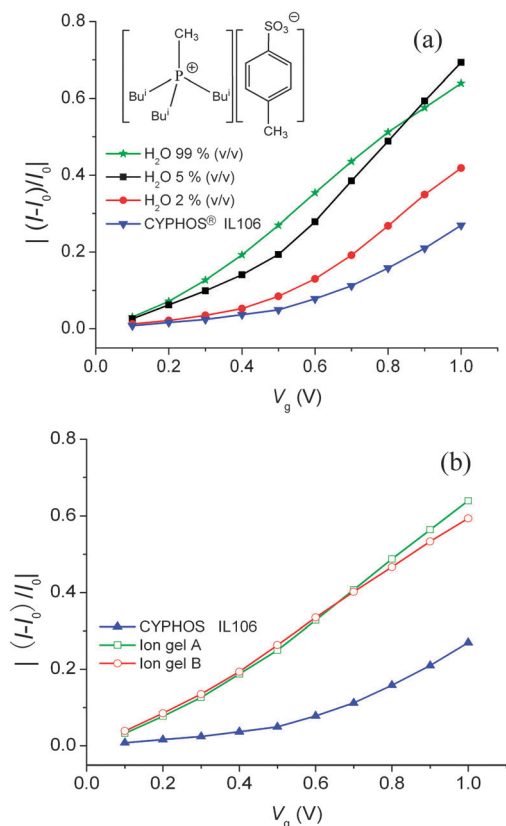 (a)
CH₃
P⊕
Buⁱ
Buⁱ
Buⁱ
SO₃⊖
CH₃
H₂O 99 % (v/v)
H₂O 5 % (v/v)
H₂O 2 % (v/v)
CYPHOS® IL106
| (I-I₀)/I₀|
0.8
0.6
0.4
0.2
0.0
0.0 0.2 0.4 0.6 0.8 1.0
V_g (V)
(b)
CYPHOS IL106
Ion gel A
Ion gel B
| (I-I₀)/I₀|
0.8
0.6
0.4
0.2
0.0
0.0 0.2 0.4 0.6 0.8 1.0
V_g (V)